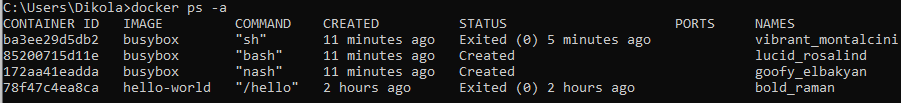 C:\Users\Dikola>docker ps -a
CONTAINER ID IMAGE COMMAND CREATED STATUS PORTS NAMES
ba3ee29d5db2 busybox "sh" 11 minutes ago Exited (0) 5 minutes ago vibrant_montalcini
85200715d11e busybox "bash" 11 minutes ago Created lucid_rosalind
172aa41eadda busybox "nash" 11 minutes ago Created goofy_elbakyan
78f47c4ea8ca hello-world "/hello" 2 hours ago Exited (0) 2 hours ago bold_raman